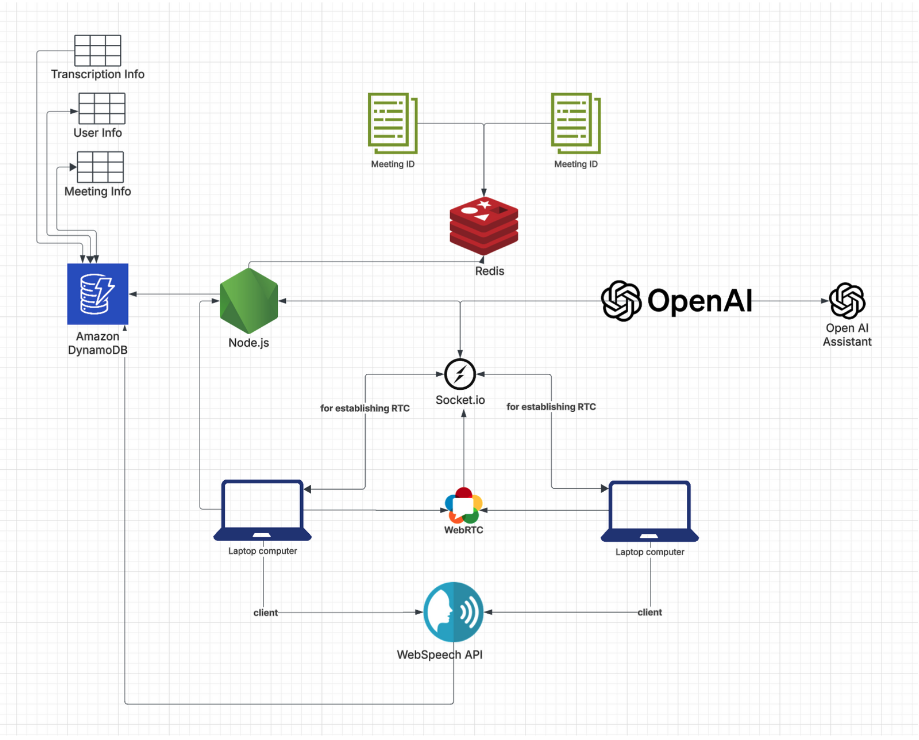 Transcription Info
User Info
Meeting Info
Meeting ID
Meeting ID
Redis
Amazon
DynamoDB
Node.js
OpenAI
Open AI
Assistant
Socket.io
for establishing RTC
for establishing RTC
WebRTC
Laptop computer
Laptop computer
client
client
WebSpeech API